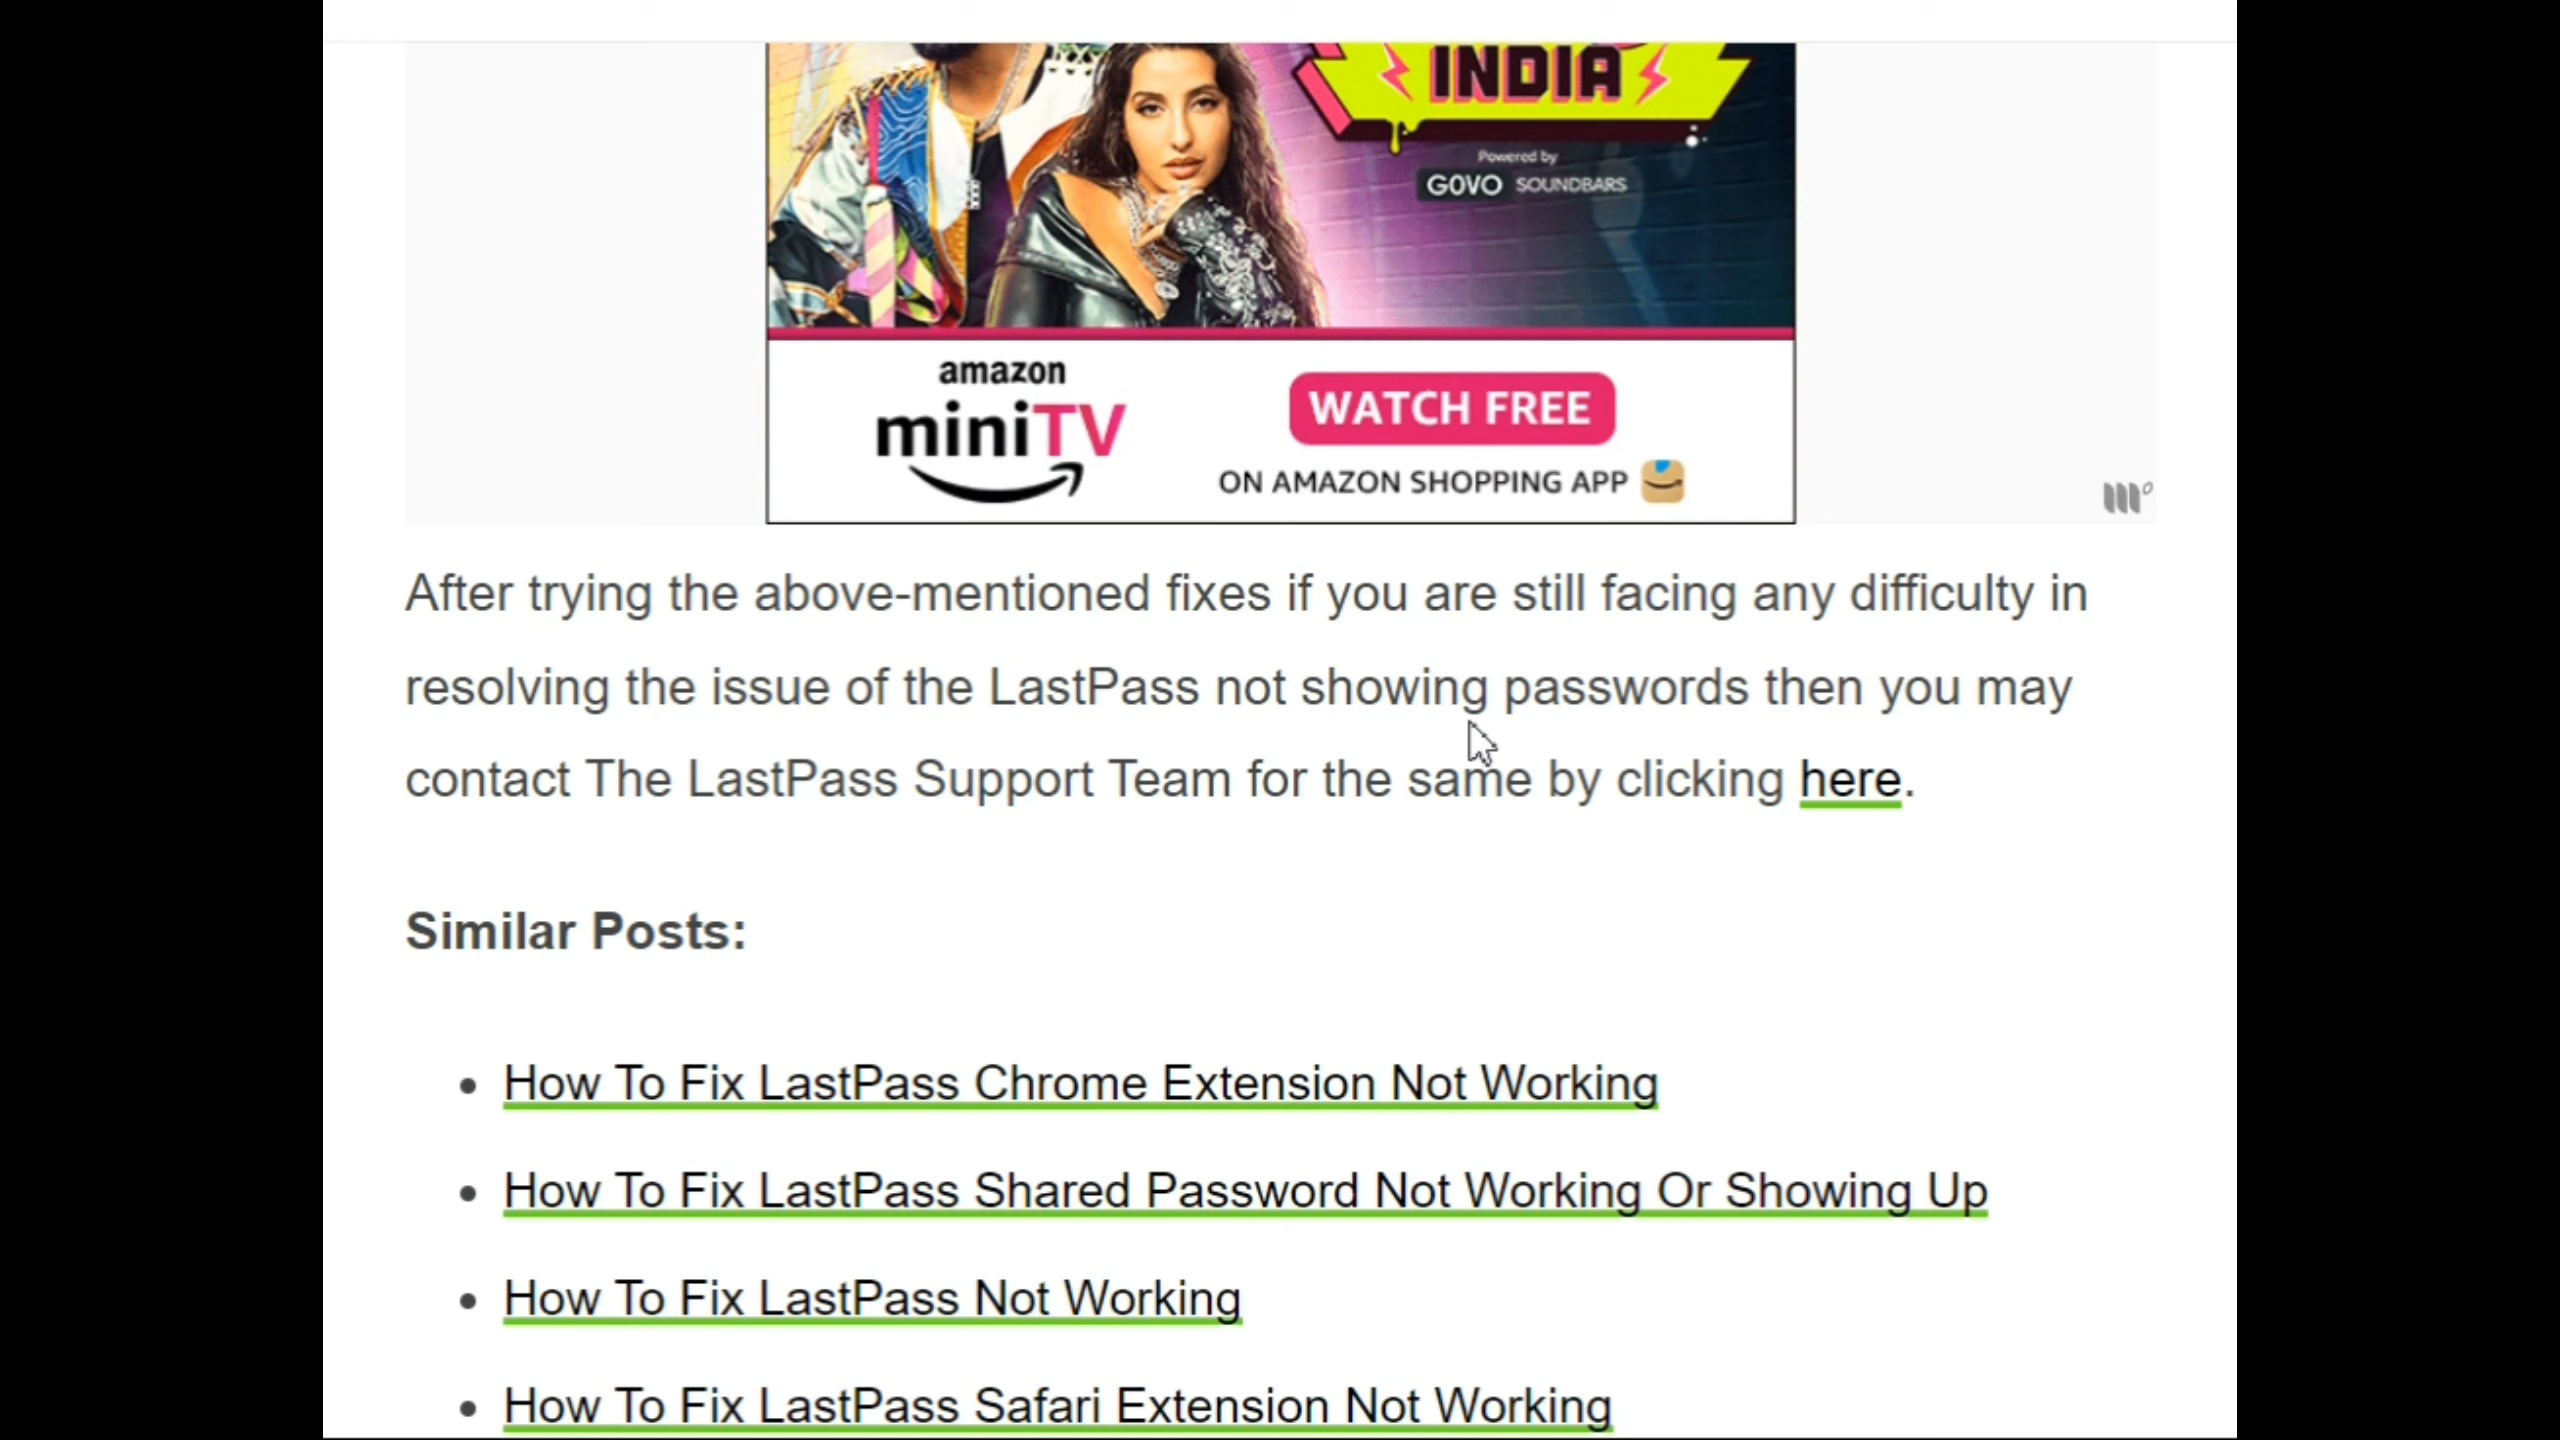 INDIA
Powered by
GOVO SOUNDBARS
amazon
miniTV
WATCH FREE
ON AMAZON SHOPPING APP
After trying the above-mentioned fixes if you are still facing any difficulty in
resolving the issue of the LastPass not showing passwords then you may
contact The LastPass Support Team for the same by clicking here.
Similar Posts:
• How To Fix LastPass Chrome Extension Not Working
• How To Fix LastPass Shared Password Not Working Or Showing Up
• How To Fix LastPass Not Working
• How To Fix LastPass Safari Extension Not Working